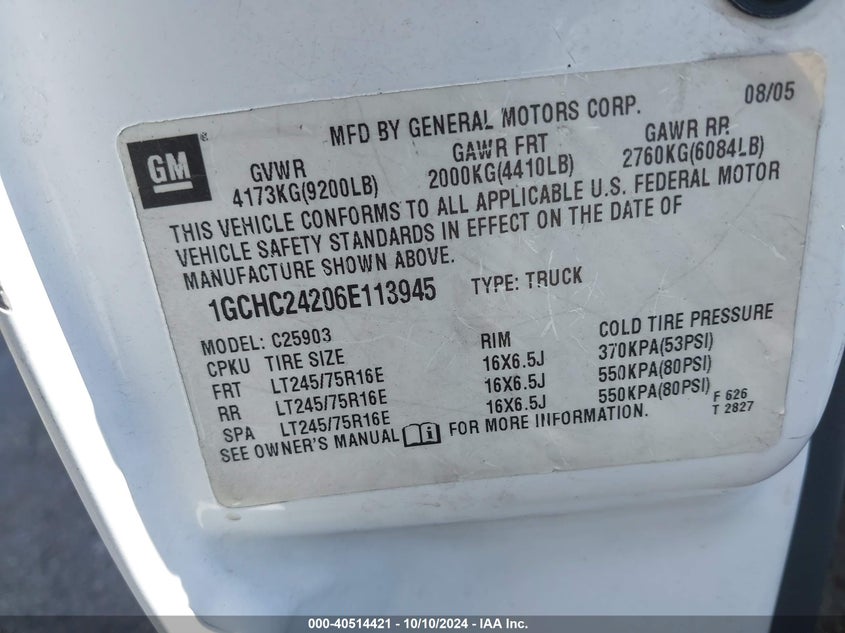 08/05
MFD BY GENERAL MOTORS CORP.
GM®
GVWR GAWR FRT GAWR RR
4173KG(9200LB) 2000KG(4410LB) 2760KG(6084LB)
THIS VEHICLE CONFORMS TO ALL APPLICABLE U.S. FEDERAL MOTOR
VEHICLE SAFETY STANDARDS IN EFFECT ON THE DATE OF
MANUFACTURE SHOWN ABOVE.
1GCHC24206E113945 TYPE: TRUCK
MODEL: C25903
CPKU TIRE SIZE RIM COLD TIRE PRESSURE
FRT LT245/75R16E 16X6.5J 370KPA(53PSI)
RR LT245/75R16E 16X6.5J 550KPA(80PSI)
SPA LT245/75R16E 16X6.5J 550KPA(80PSI)
SEE OWNER'S MANUAL i FOR MORE INFORMATION.
F 626
T 2827
000-40514421 - 10/10/2024 - IAA Inc.